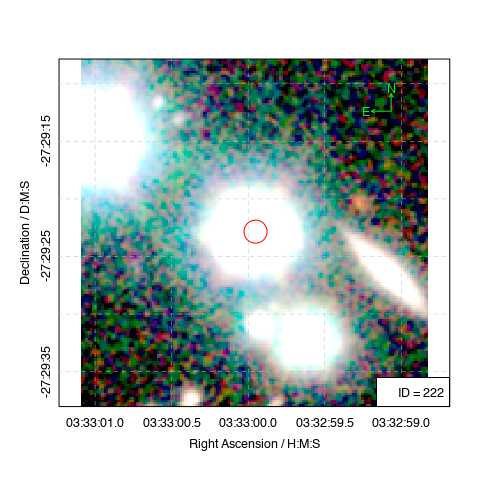 N
E
-27:29:15
-27:29:25
-27:29:35
Declination / D:M:S
ID = 222
03:33:01.0 03:33:00.5 03:33:00.0 03:32:59.5 03:32:59.0
Right Ascension / H:M:S